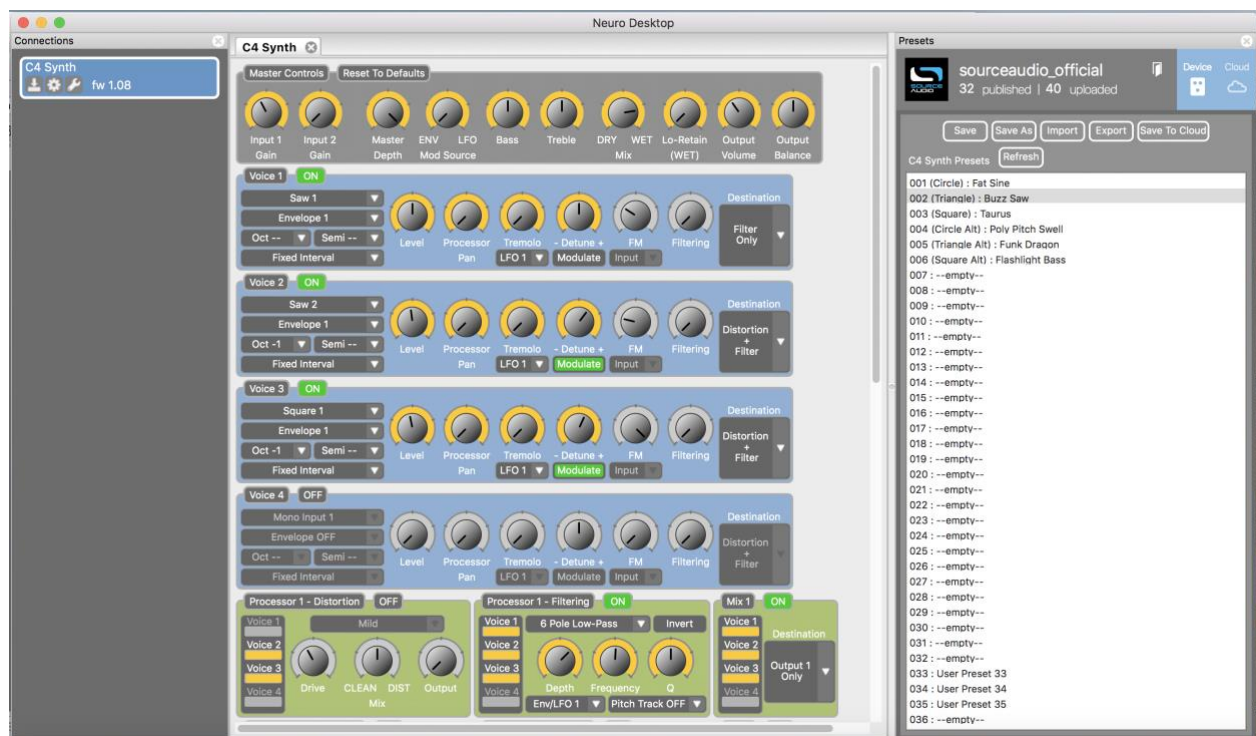 Neuro Desktop
Connections
C4 Synth
fw 1.08
C4 Synth
Master Controls Reset To Defaults
Input 1 Input 2 Master ENV LFO Bass Treble DRY WET Lo-Retain Output Output
Gain Gain Depth Mod Source Mix (WET) Volume Balance
Voice 1 ON
Saw 1
Envelope 1
Oct -- Semi --
Fixed Interval
Level Processor Tremolo - Detune + FM Filtering
Pan LFO 1 Modulate Input
Destination
Filter
Only
Voice 2 ON
Saw 2
Envelope 1
Oct -1 Semi --
Fixed Interval
Level Processor Tremolo - Detune + FM Filtering
Pan LFO 1 Modulate Input
Destination
Distortion
+
Filter
Voice 3 ON
Square 1
Envelope 1
Oct -1 Semi --
Fixed Interval
Level Processor Tremolo - Detune + FM Filtering
Pan LFO 1 Modulate Input
Destination
Distortion
+
Filter
Voice 4 OFF
Mono Input 1
Envelope OFF
Oct -- Semi --
Fixed Interval
Level Processor Tremolo - Detune + FM Filtering
Pan LFO 1 Modulate Input
Destination
Distortion
+
Filter
Processor 1 - Distortion OFF
Voice 1
Voice 2
Voice 3
Voice 4
Mild
Drive CLEAN DIST Output
Mix
Processor 1 - Filtering ON
Voice 1
Voice 2
Voice 3
Voice 4
6 Pole Low-Pass Invert
Depth Frequency Q
Env/LFO 1 Pitch Track OFF
Mix 1 ON
Voice 1
Voice 2
Voice 3
Voice 4
Destination
Output 1
Only
Presets
SOURCE
AUDIO
sourceaudio_official
32 published | 40 uploaded
Device Cloud
Save Save As Import Export Save To Cloud
C4 Synth Presets Refresh
001 (Circle) : Fat Sine
002 (Triangle) : Buzz Saw
003 (Square) : Taurus
004 (Circle Alt) : Poly Pitch Swell
005 (Triangle Alt) : Funk Dragon
006 (Square Alt) : Flashlight Bass
007 : --empty--
008 : --empty--
009 : --empty--
010 : --empty--
011 : --empty--
012 : --empty--
013 : --empty--
014 : --empty--
015 : --empty--
016 : --empty--
017 : --empty--
018 : --empty--
019 : --empty--
020 : --empty--
021 : --empty--
022 : --empty--
023 : --empty--
024 : --empty--
025 : --empty--
026 : --empty--
027 : --empty--
028 : --empty--
029 : --empty--
030 : --empty--
031 : --empty--
032 : --empty--
033 : User Preset 33
034 : User Preset 34
035 : User Preset 35
036 : --empty--